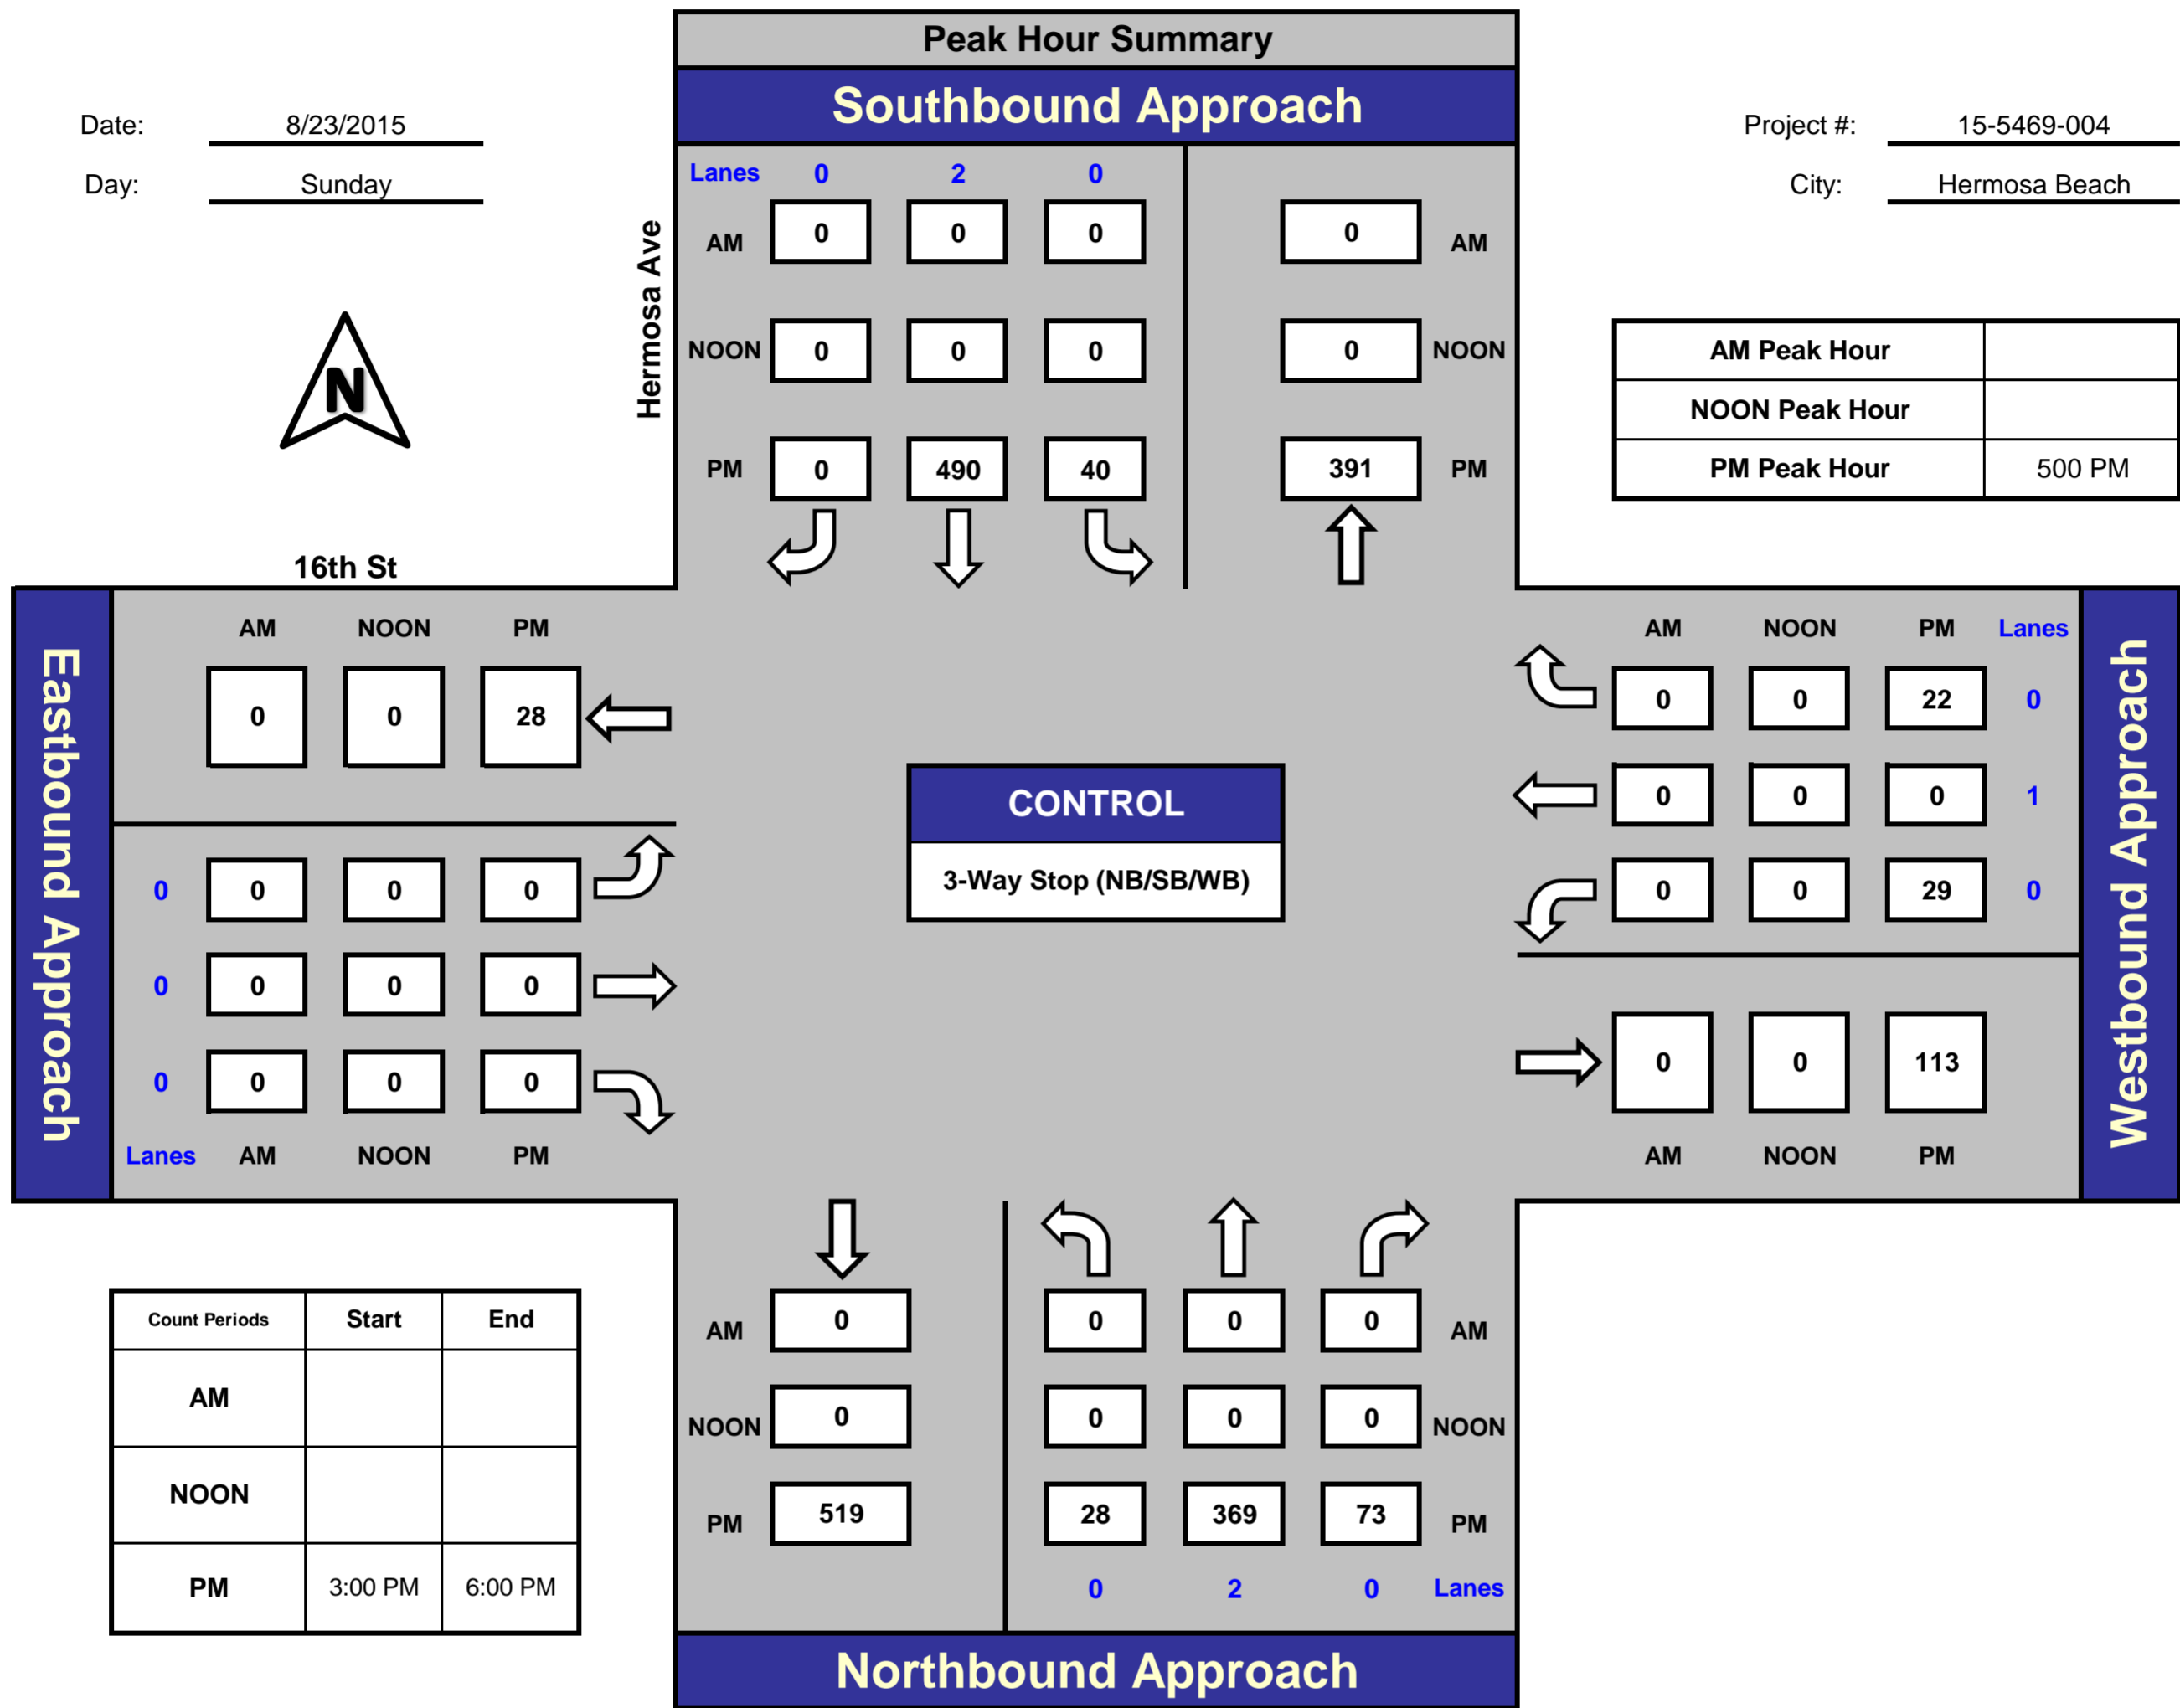 Peak Hour Summary
Southbound Approach
Date: 8/23/2015
Day: Sunday
Project #: 15-5469-004
City: Hermosa Beach
N
Hermosa Ave
Lanes 0 2 0
AM 0 0 0 0 AM
NOON 0 0 0 0 NOON
PM 0 490 40 391 PM
AM Peak Hour
NOON Peak Hour
PM Peak Hour 500 PM
16th St
Eastbound Approach
AM NOON PM
0 0 28
0 0 0 0
0 0 0 0
0 0 0 0
Lanes AM NOON PM
CONTROL
3-Way Stop (NB/SB/WB)
AM NOON PM Lanes
0 0 22 0
0 0 0 1
0 0 29 0
0 0 113
AM NOON PM
Westbound Approach
Count Periods Start End
AM
NOON
PM 3:00 PM 6:00 PM
AM 0 0 0 0 AM
NOON 0 0 0 0 NOON
PM 519 28 369 73 PM
0 2 0 Lanes
Northbound Approach